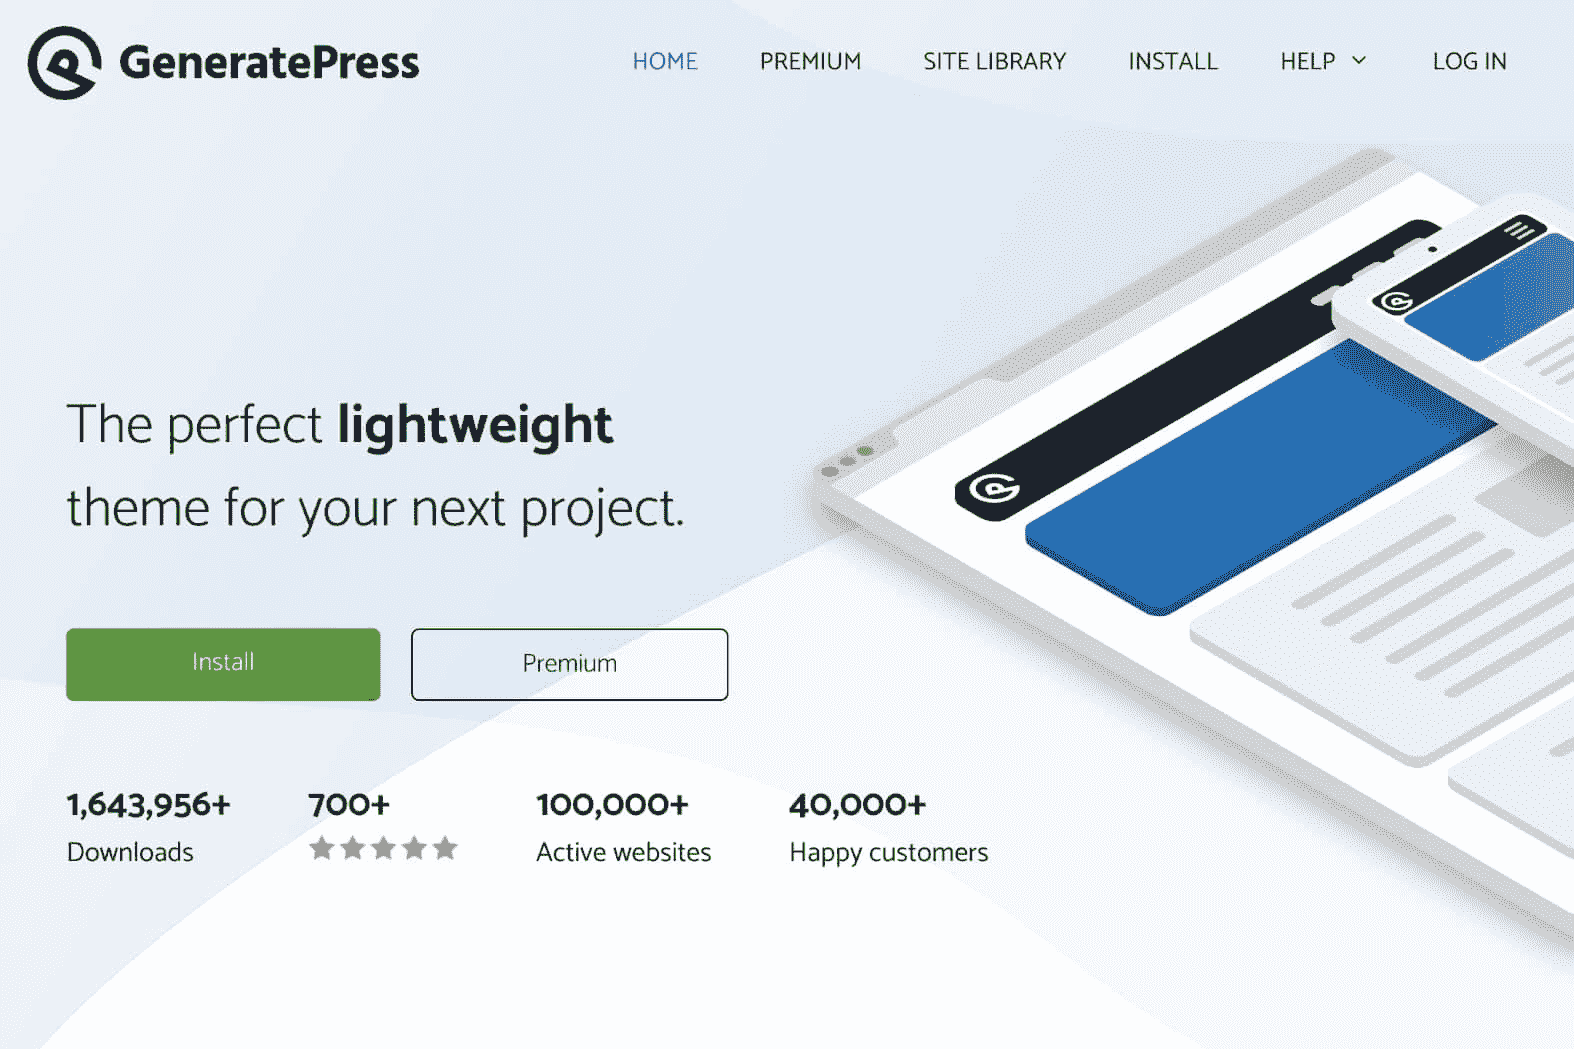 GeneratePress
HOME PREMIUM SITE LIBRARY INSTALL HELP LOG IN
The perfect lightweight
theme for your next project.
Install Premium
1,643,956+ 700+ 100,000+ 40,000+
Downloads Active websites Happy customers